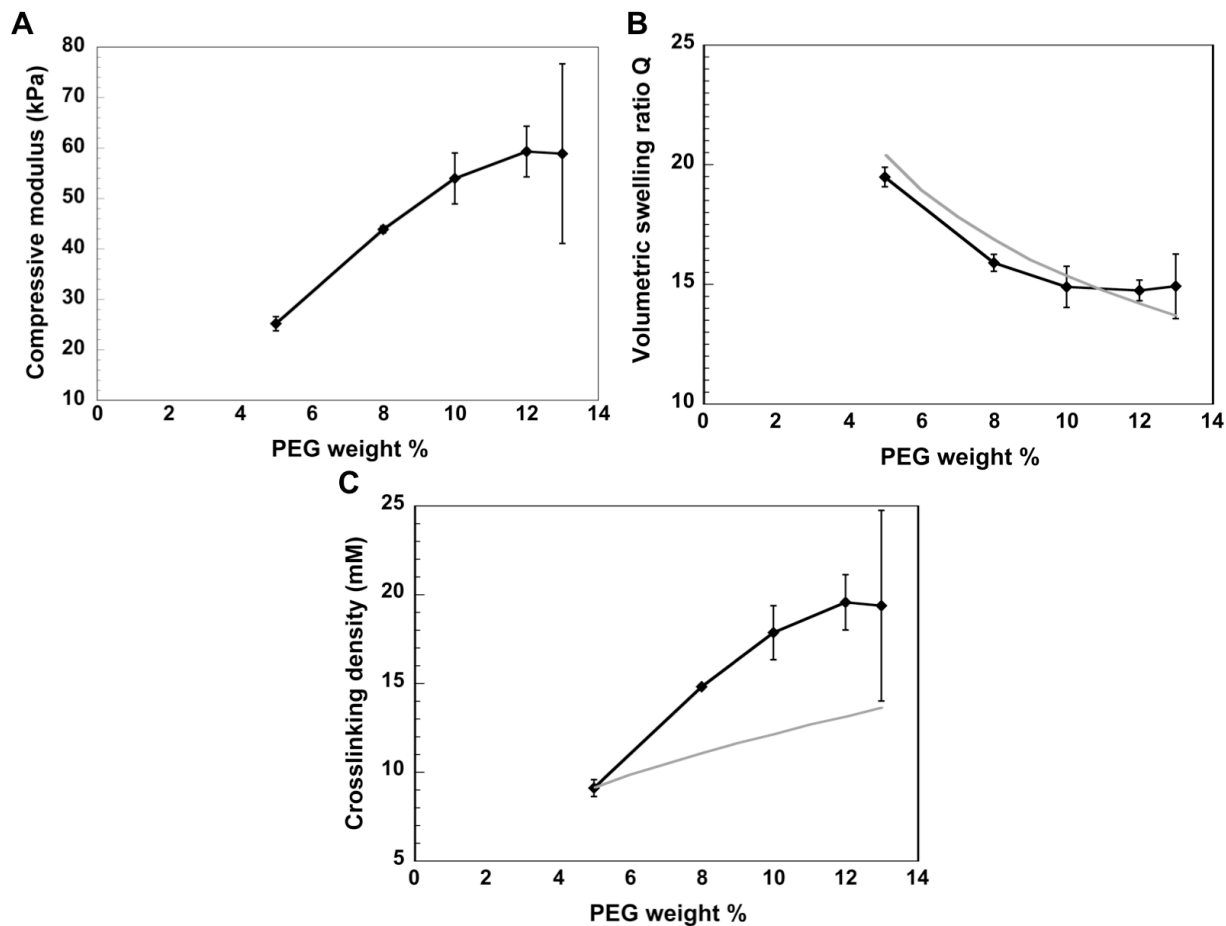 A
Compressive modulus (kPa)
80
70
60
50
40
30
20
10
0 2 4 6 8 10 12 14
PEG weight %
B
Volumetric swelling ratio Q
25
20
15
10
0 2 4 6 8 10 12 14
PEG weight %
C
Crosslinking density (mM)
25
20
15
10
5
0 2 4 6 8 10 12 14
PEG weight %